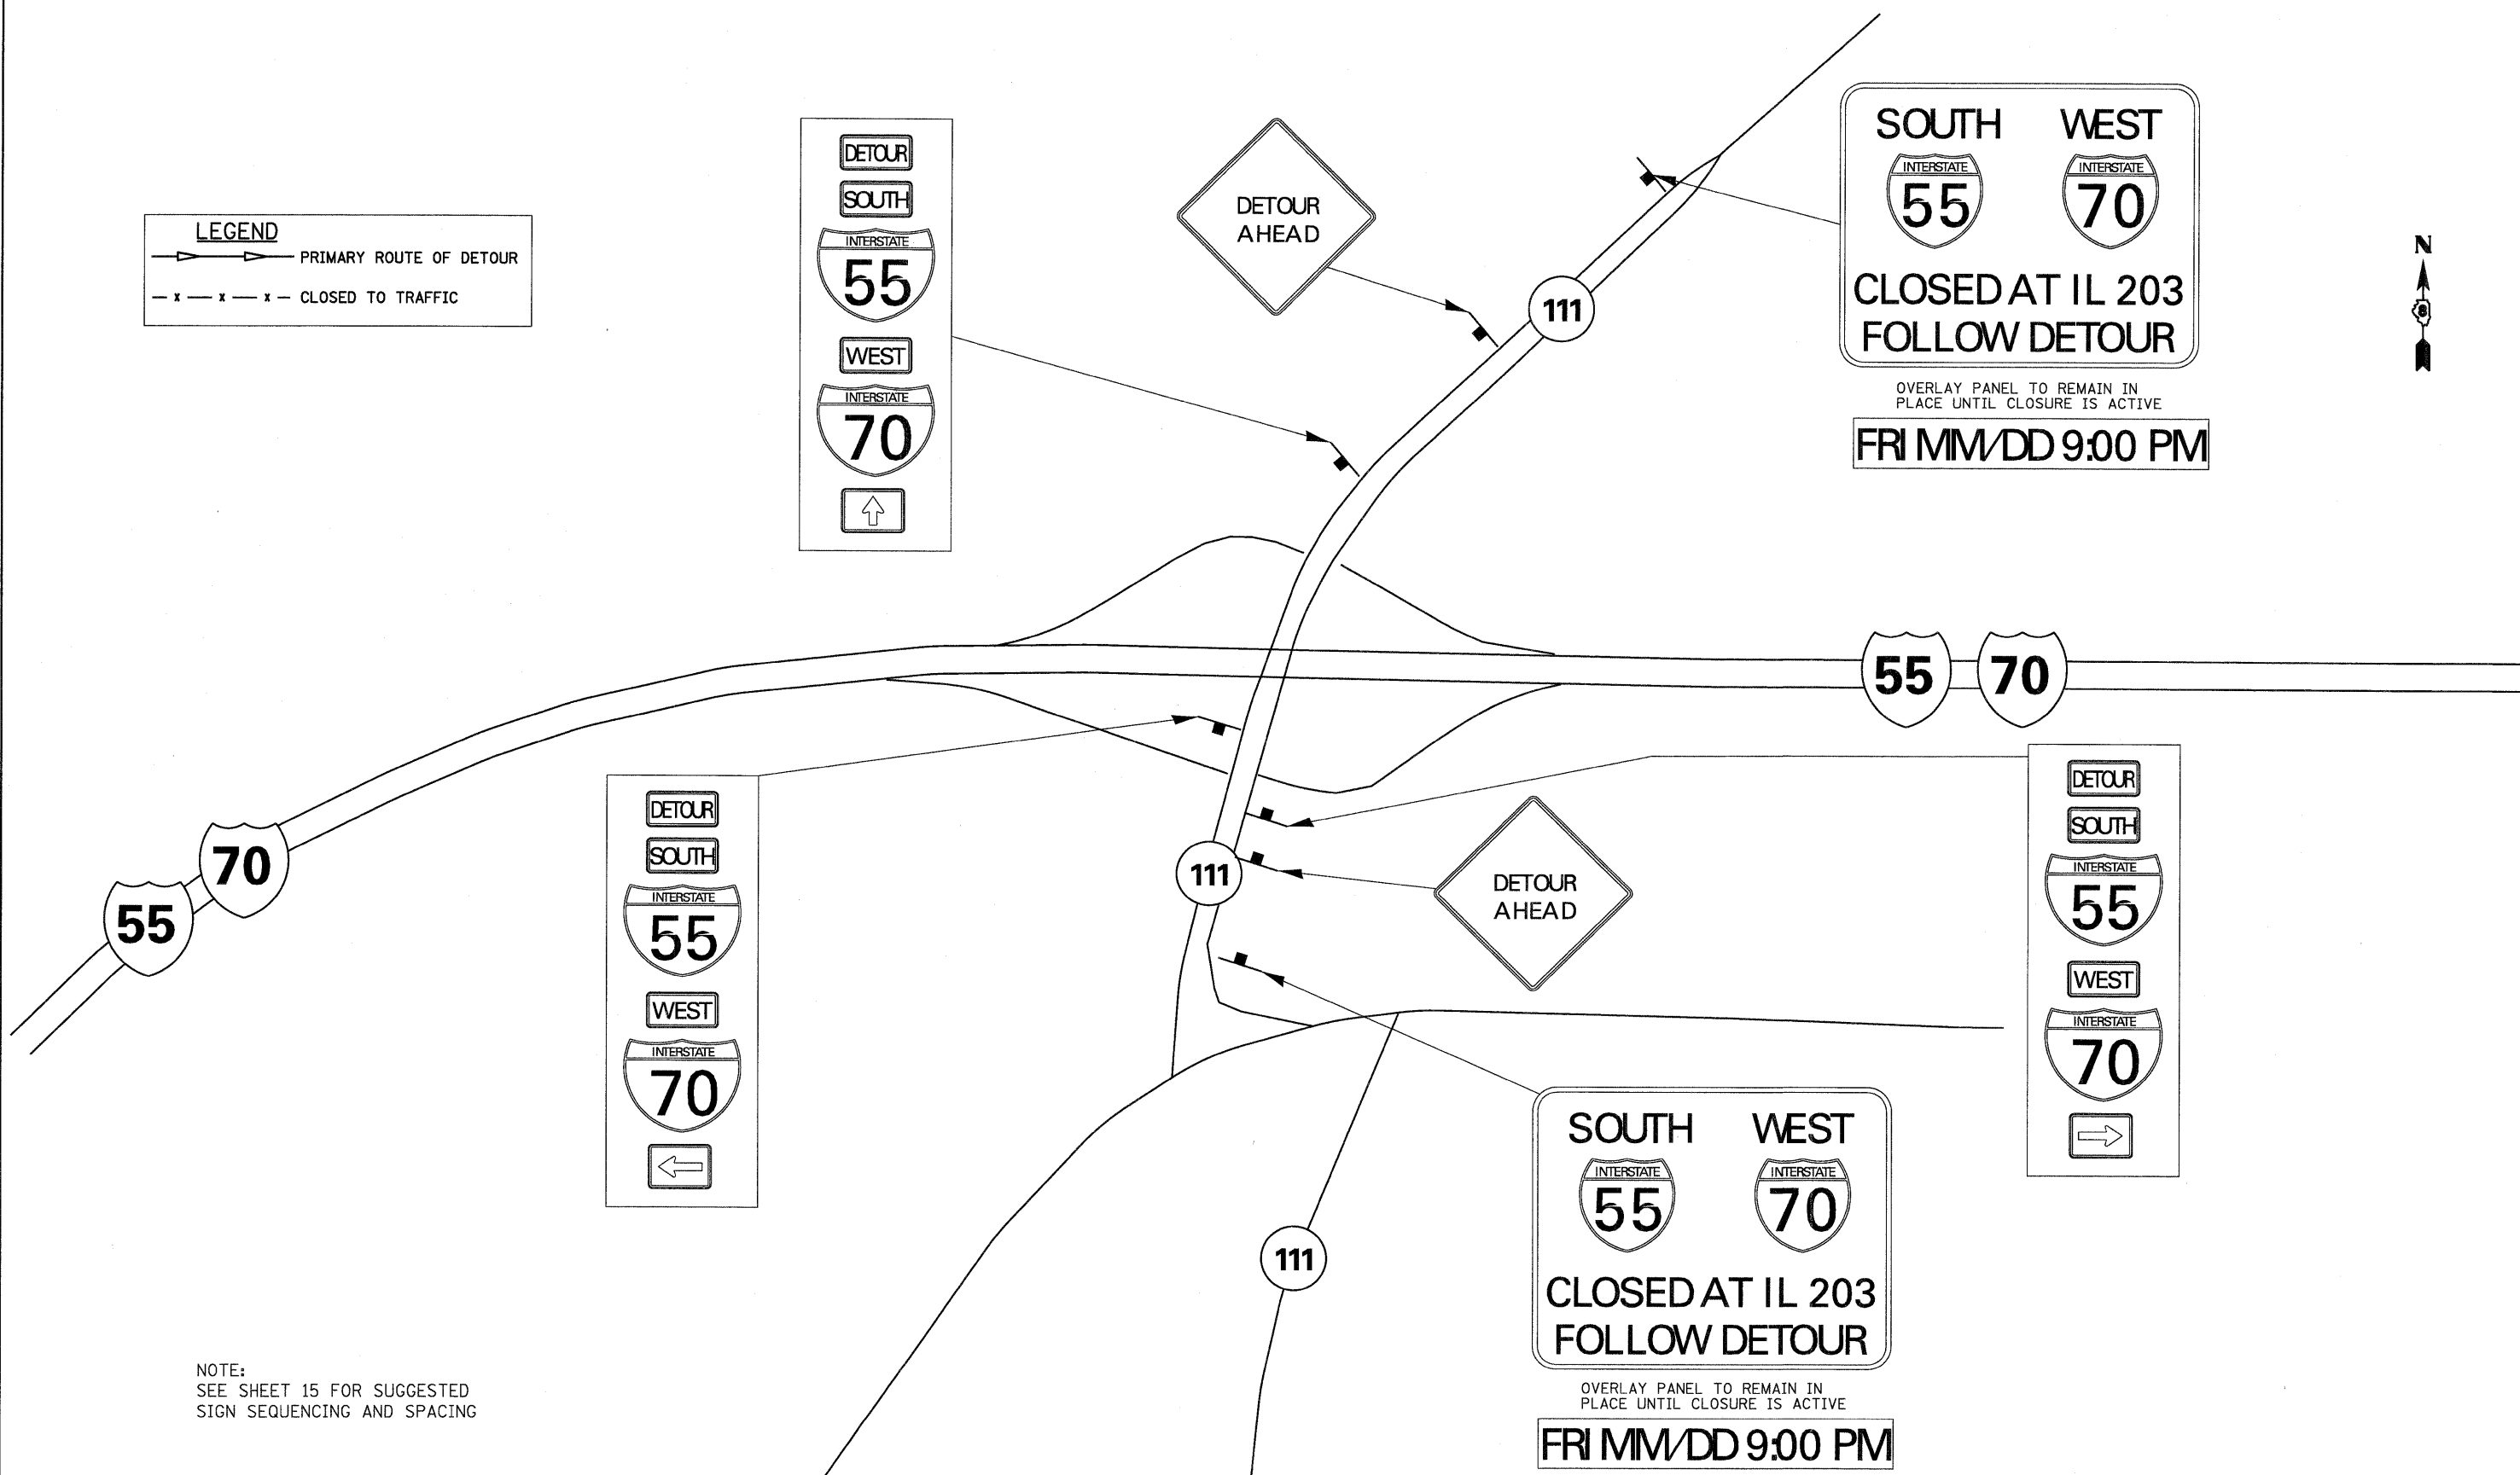 LEGEND
PRIMARY ROUTE OF DETOUR
CLOSED TO TRAFFIC
DETOUR
SOUTH
INTERSTATE
55
WEST
INTERSTATE
70
DETOUR
AHEAD
111
SOUTH WEST
INTERSTATE INTERSTATE
55 70
CLOSED AT IL 203
FOLLOW DETOUR
OVERLAY PANEL TO REMAIN IN
PLACE UNTIL CLOSURE IS ACTIVE
FRI MM/DD 9:00 PM
N
8
55 70
70
55
DETOUR
SOUTH
INTERSTATE
55
WEST
INTERSTATE
70
111
DETOUR
AHEAD
DETOUR
SOUTH
INTERSTATE
55
WEST
INTERSTATE
70
111
SOUTH WEST
INTERSTATE INTERSTATE
55 70
CLOSED AT IL 203
FOLLOW DETOUR
OVERLAY PANEL TO REMAIN IN
PLACE UNTIL CLOSURE IS ACTIVE
FRI MM/DD 9:00 PM
NOTE:
SEE SHEET 15 FOR SUGGESTED
SIGN SEQUENCING AND SPACING